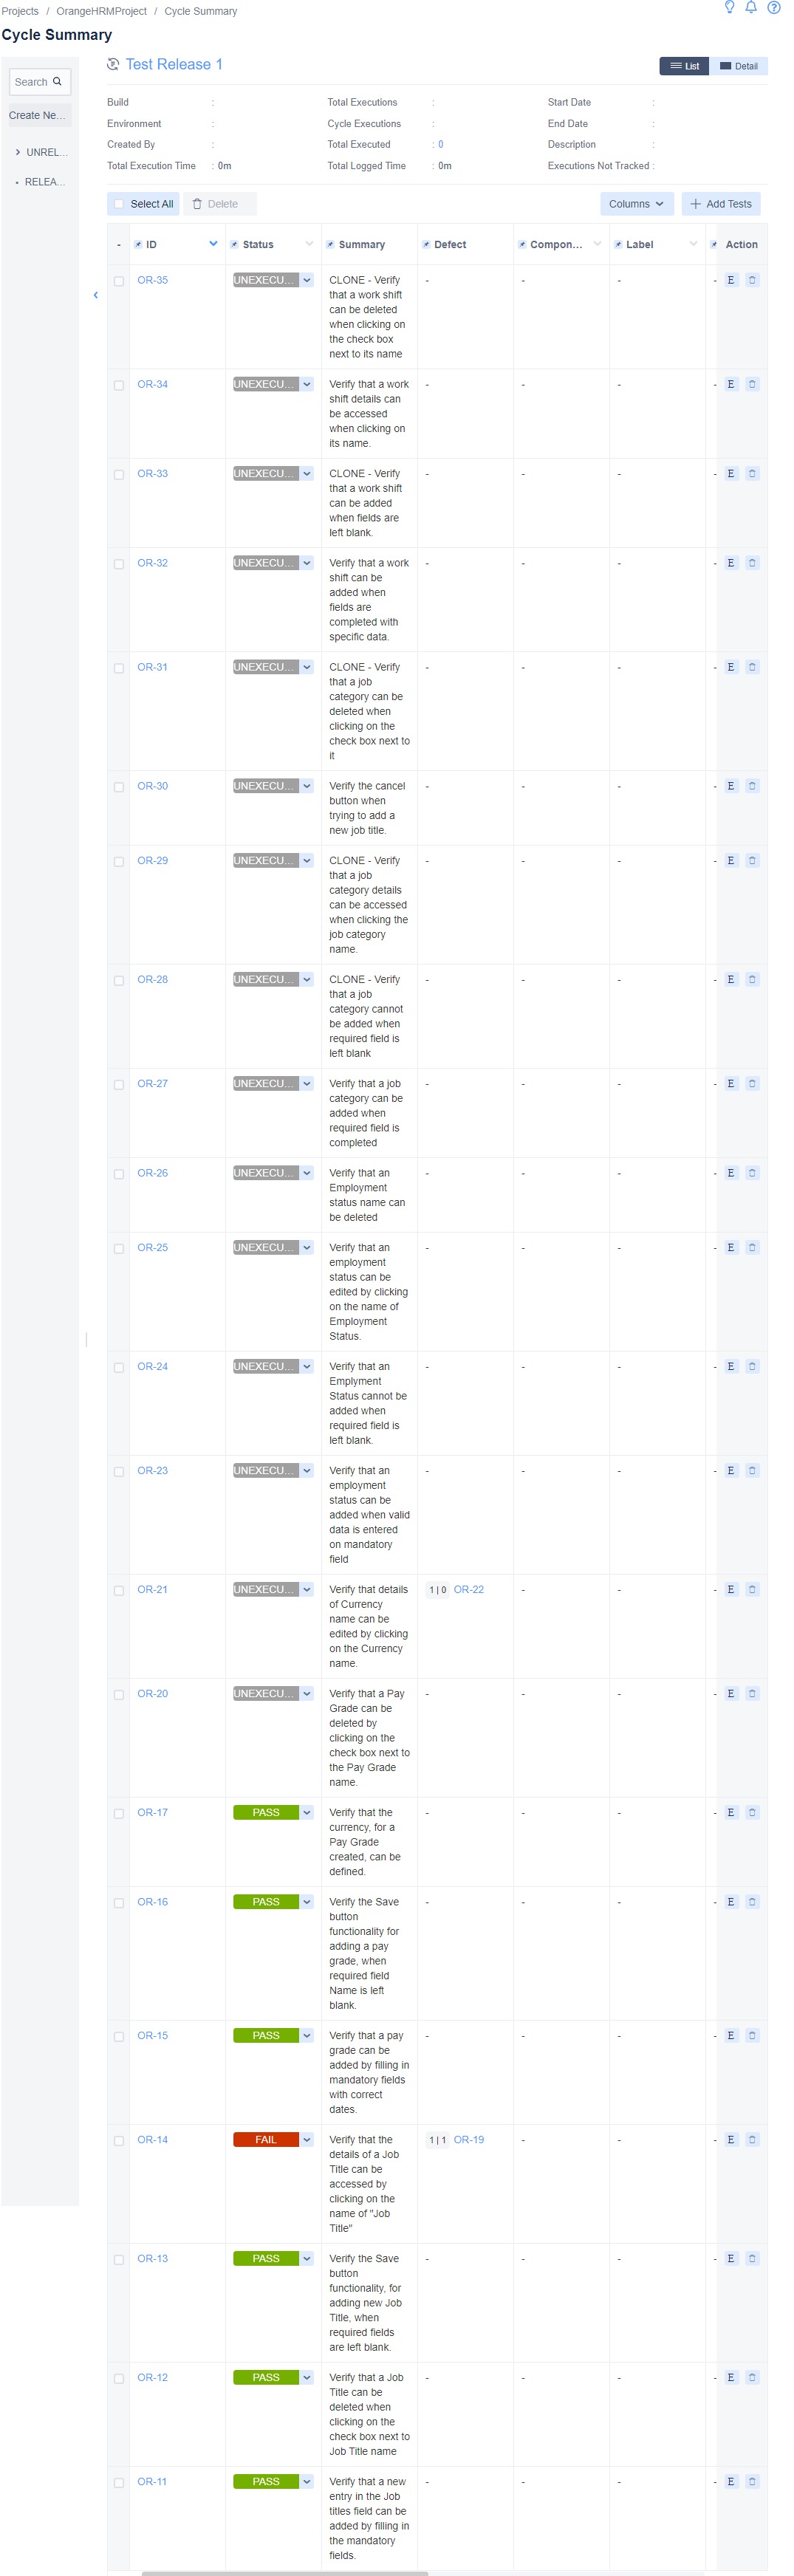 Projects / OrangeHRMProject / Cycle Summary
Cycle Summary
Search
Create Ne...
UNREL...
RELEA...
Test Release 1
List
Detail
Build :
Total Executions :
Start Date :
Environment :
Cycle Executions :
End Date :
Created By :
Total Executed : 0
Description :
Total Execution Time : 0m
Total Logged Time : 0m
Executions Not Tracked :
Select All
Delete
Columns
Add Tests
- ID Status Summary Defect Compon... Label Action
OR-35 UNEXECU... CLONE - Verify - - - - E
that a work shift
can be deleted
when clicking on
the check box
next to its name
OR-34 UNEXECU... Verify that a work - - - - E
shift details can
be accessed
when clicking on
its name.
OR-33 UNEXECU... CLONE - Verify - - - - E
that a work shift
can be added
when fields are
left blank.
OR-32 UNEXECU... Verify that a work - - - - E
shift can be
added when
fields are
completed with
specific data.
OR-31 UNEXECU... CLONE - Verify - - - - E
that a job
category can be
deleted when
clicking on the
check box next to
it
OR-30 UNEXECU... Verify the cancel - - - - E
button when
trying to add a
new job title.
OR-29 UNEXECU... CLONE - Verify - - - - E
that a job
category details
can be accessed
when clicking the
job category
name.
OR-28 UNEXECU... CLONE - Verify - - - - E
that a job
category cannot
be added when
required field is
left blank
OR-27 UNEXECU... Verify that a job - - - - E
category can be
added when
required field is
completed
OR-26 UNEXECU... Verify that an - - - - E
Employment
status name can
be deleted
OR-25 UNEXECU... Verify that an - - - - E
employment
status can be
edited by clicking
on the name of
Employment
Status.
OR-24 UNEXECU... Verify that an - - - - E
Emplyment
Status cannot be
added when
required field is
left blank.
OR-23 UNEXECU... Verify that an - - - - E
employment
status can be
added when valid
data is entered
on mandatory
field
OR-21 UNEXECU... Verify that details 1 | 0 OR-22 - - - E
of Currency
name can be
edited by clicking
on the Currency
name.
OR-20 UNEXECU... Verify that a Pay - - - - E
Grade can be
deleted by
clicking on the
check box next to
the Pay Grade
name.
OR-17 PASS Verify that the - - - - E
currency, for a
Pay Grade
created, can be
defined.
OR-16 PASS Verify the Save - - - - E
button
functionality for
adding a pay
grade, when
required field
Name is left
blank.
OR-15 PASS Verify that a pay - - - - E
grade can be
added by filling in
mandatory fields
with correct
dates.
OR-14 FAIL Verify that the 1 | 1 OR-19 - - - E
details of a Job
Title can be
accessed by
clicking on the
name of "Job
Title"
OR-13 PASS Verify the Save - - - - E
button
functionality, for
adding new Job
Title, when
required fields
are left blank.
OR-12 PASS Verify that a Job - - - - E
Title can be
deleted when
clicking on the
check box next to
Job Title name
OR-11 PASS Verify that a new - - - - E
entry in the Job
titles field can be
added by filling in
the mandatory
fields.